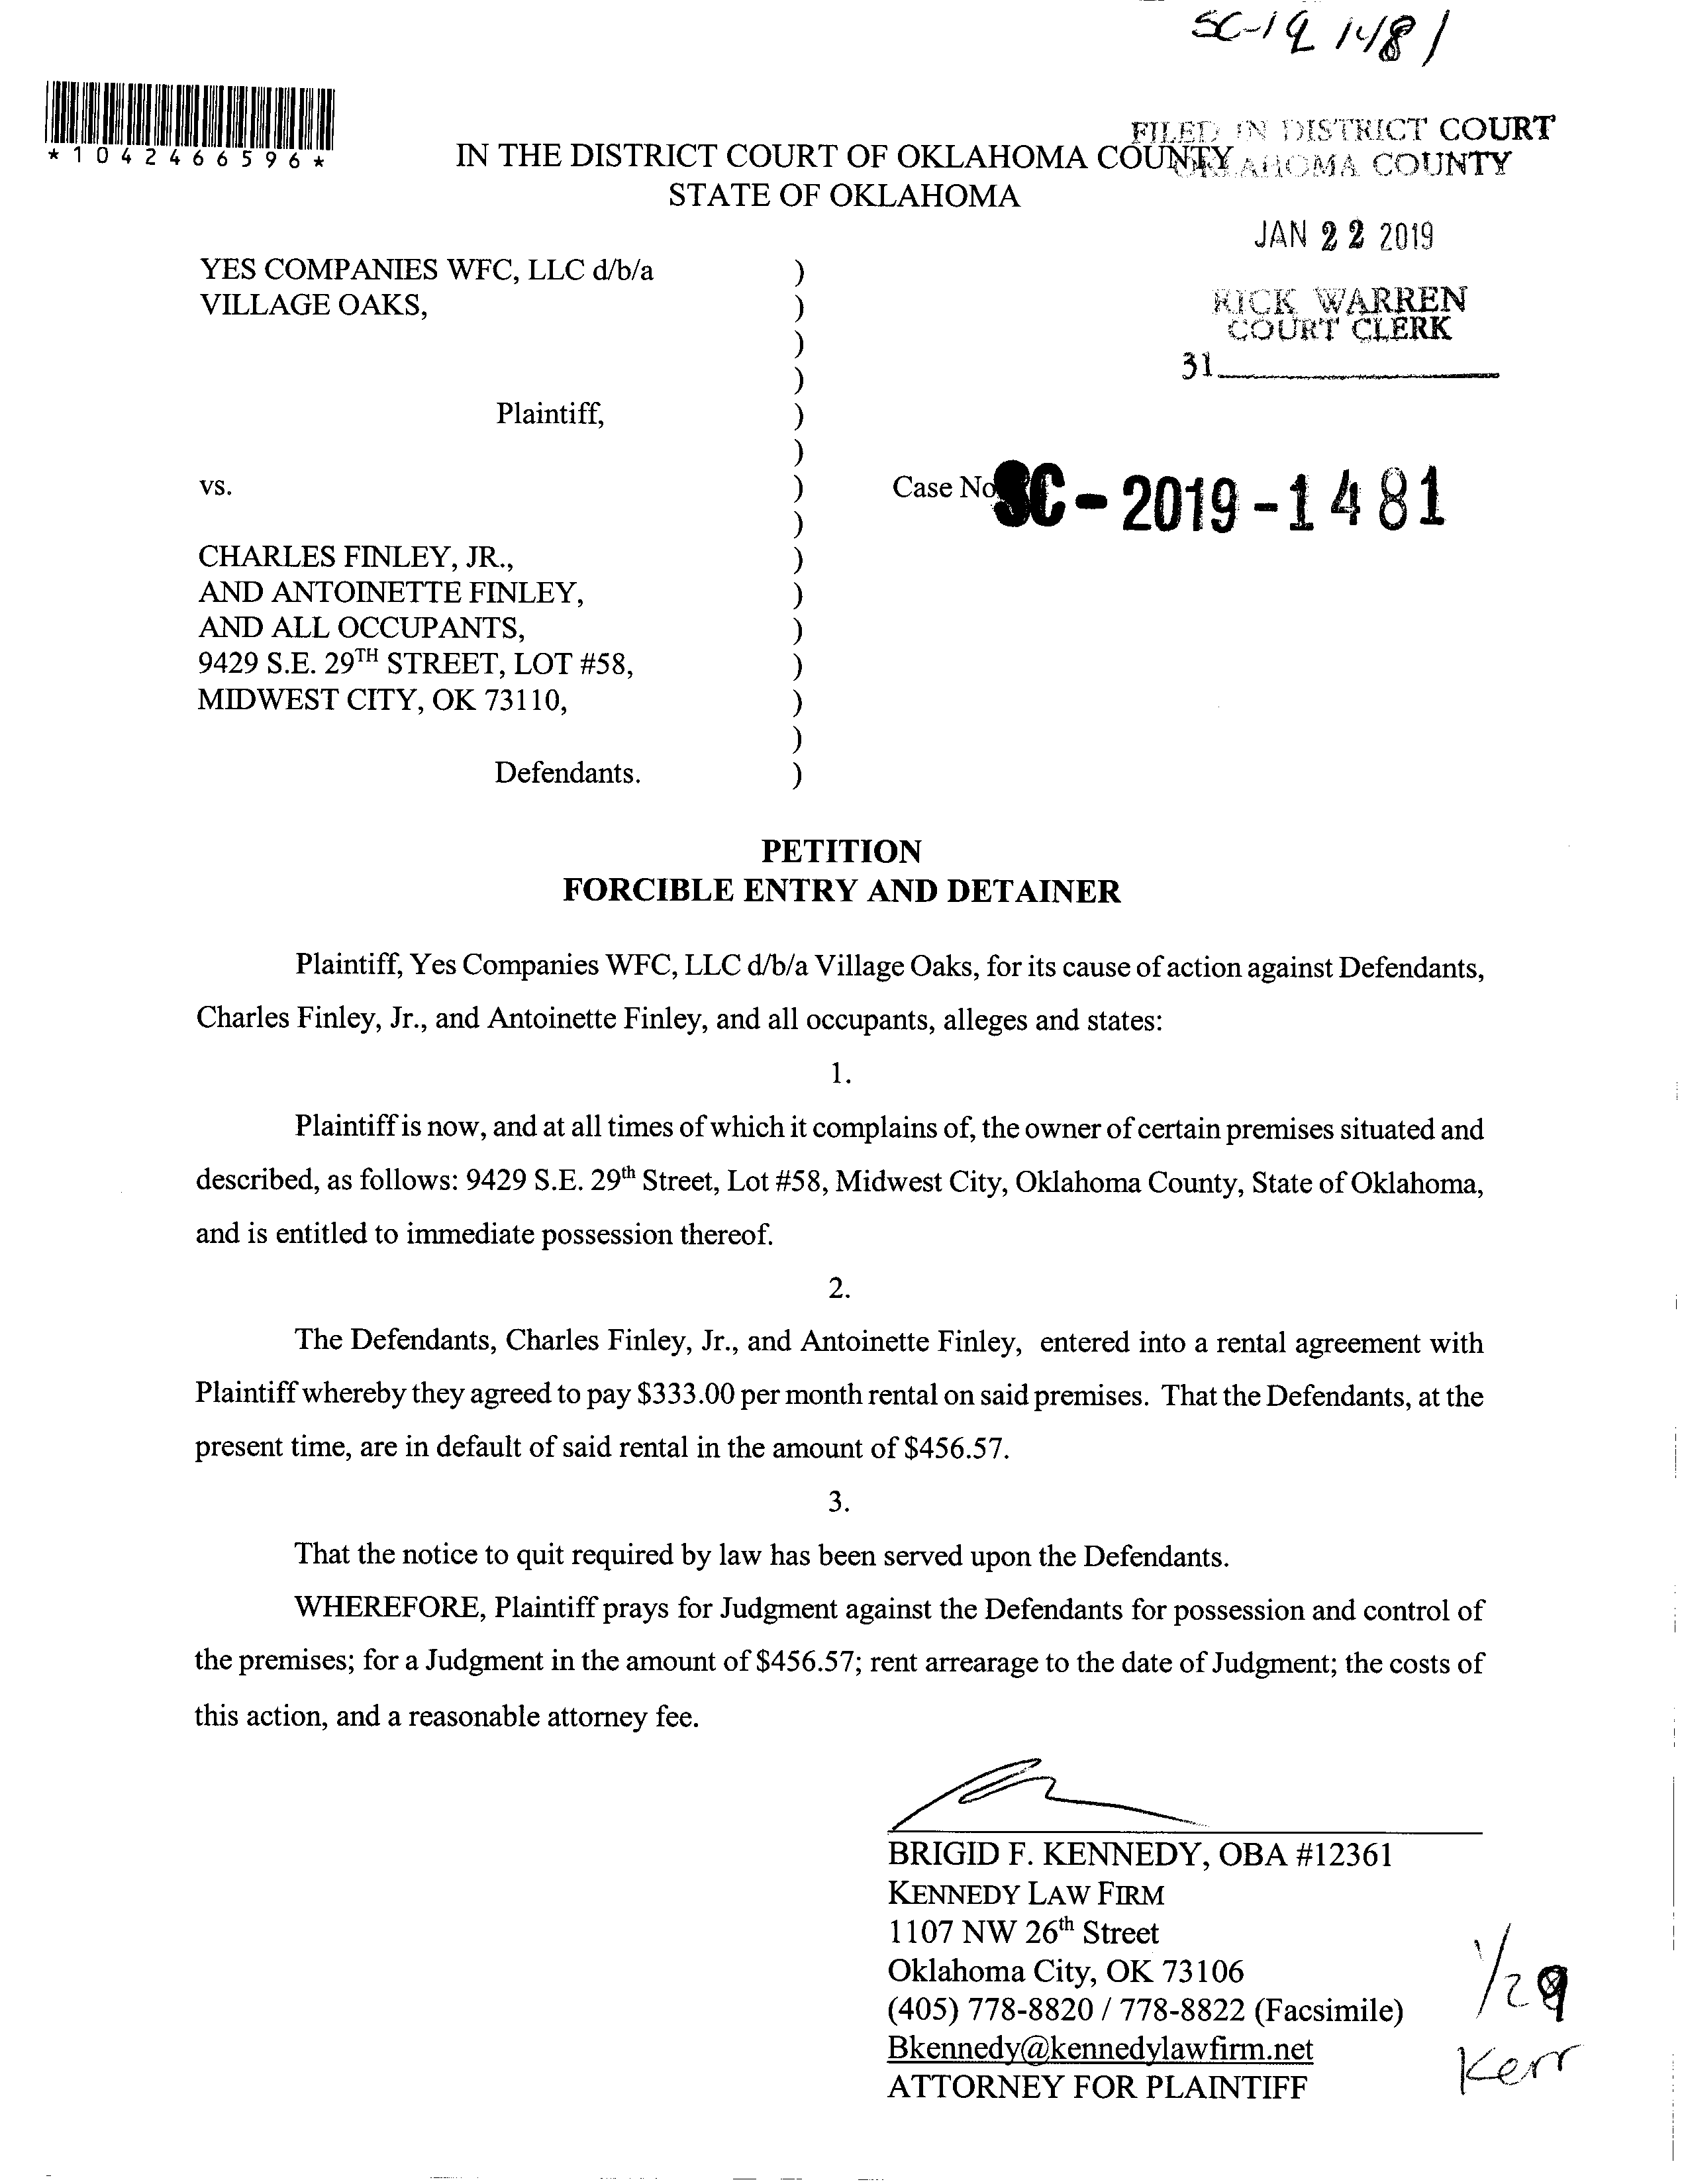 SC-19 1481
*1042466596*
FILED IN DISTRICT COURT
OKLAHOMA COUNTY
IN THE DISTRICT COURT OF OKLAHOMA COUNTY
STATE OF OKLAHOMA
JAN 22 2019
RICK WARREN
COURT CLERK
31
YES COMPANIES WFC, LLC d/b/a )
VILLAGE OAKS, )
)
)
Plaintiff, )
)
vs. ) Case No. SC-2019-1481
)
CHARLES FINLEY, JR., )
AND ANTOINETTE FINLEY, )
AND ALL OCCUPANTS, )
9429 S.E. 29TH STREET, LOT #58, )
MIDWEST CITY, OK 73110, )
)
Defendants. )
PETITION
FORCIBLE ENTRY AND DETAINER
Plaintiff, Yes Companies WFC, LLC d/b/a Village Oaks, for its cause of action against Defendants,
Charles Finley, Jr., and Antoinette Finley, and all occupants, alleges and states:
1.
Plaintiff is now, and at all times of which it complains of, the owner of certain premises situated and
described, as follows: 9429 S.E. 29th Street, Lot #58, Midwest City, Oklahoma County, State of Oklahoma,
and is entitled to immediate possession thereof.
2.
The Defendants, Charles Finley, Jr., and Antoinette Finley, entered into a rental agreement with
Plaintiff whereby they agreed to pay $333.00 per month rental on said premises. That the Defendants, at the
present time, are in default of said rental in the amount of $456.57.
3.
That the notice to quit required by law has been served upon the Defendants.
WHEREFORE, Plaintiff prays for Judgment against the Defendants for possession and control of
the premises; for a Judgment in the amount of $456.57; rent arrearage to the date of Judgment; the costs of
this action, and a reasonable attorney fee.
BRIGID F. KENNEDY, OBA #12361
KENNEDY LAW FIRM
1107 NW 26th Street
Oklahoma City, OK 73106
(405) 778-8820 / 778-8822 (Facsimile)
Bkennedy@kennedylawfirm.net
ATTORNEY FOR PLAINTIFF
1/29
Kerr